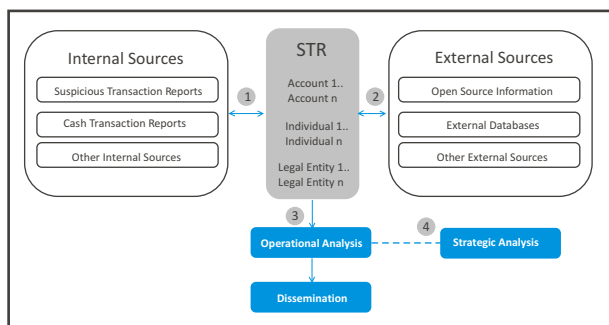 Internal Sources
Suspicious Transaction Reports
Cash Transaction Reports
Other Internal Sources
1
STR
Account 1..
Account n
Individual 1..
Individual n
Legal Entity 1..
Legal Entity n
2
External Sources
Open Source Information
External Databases
Other External Sources
3
Operational Analysis
4
Strategic Analysis
Dissemination